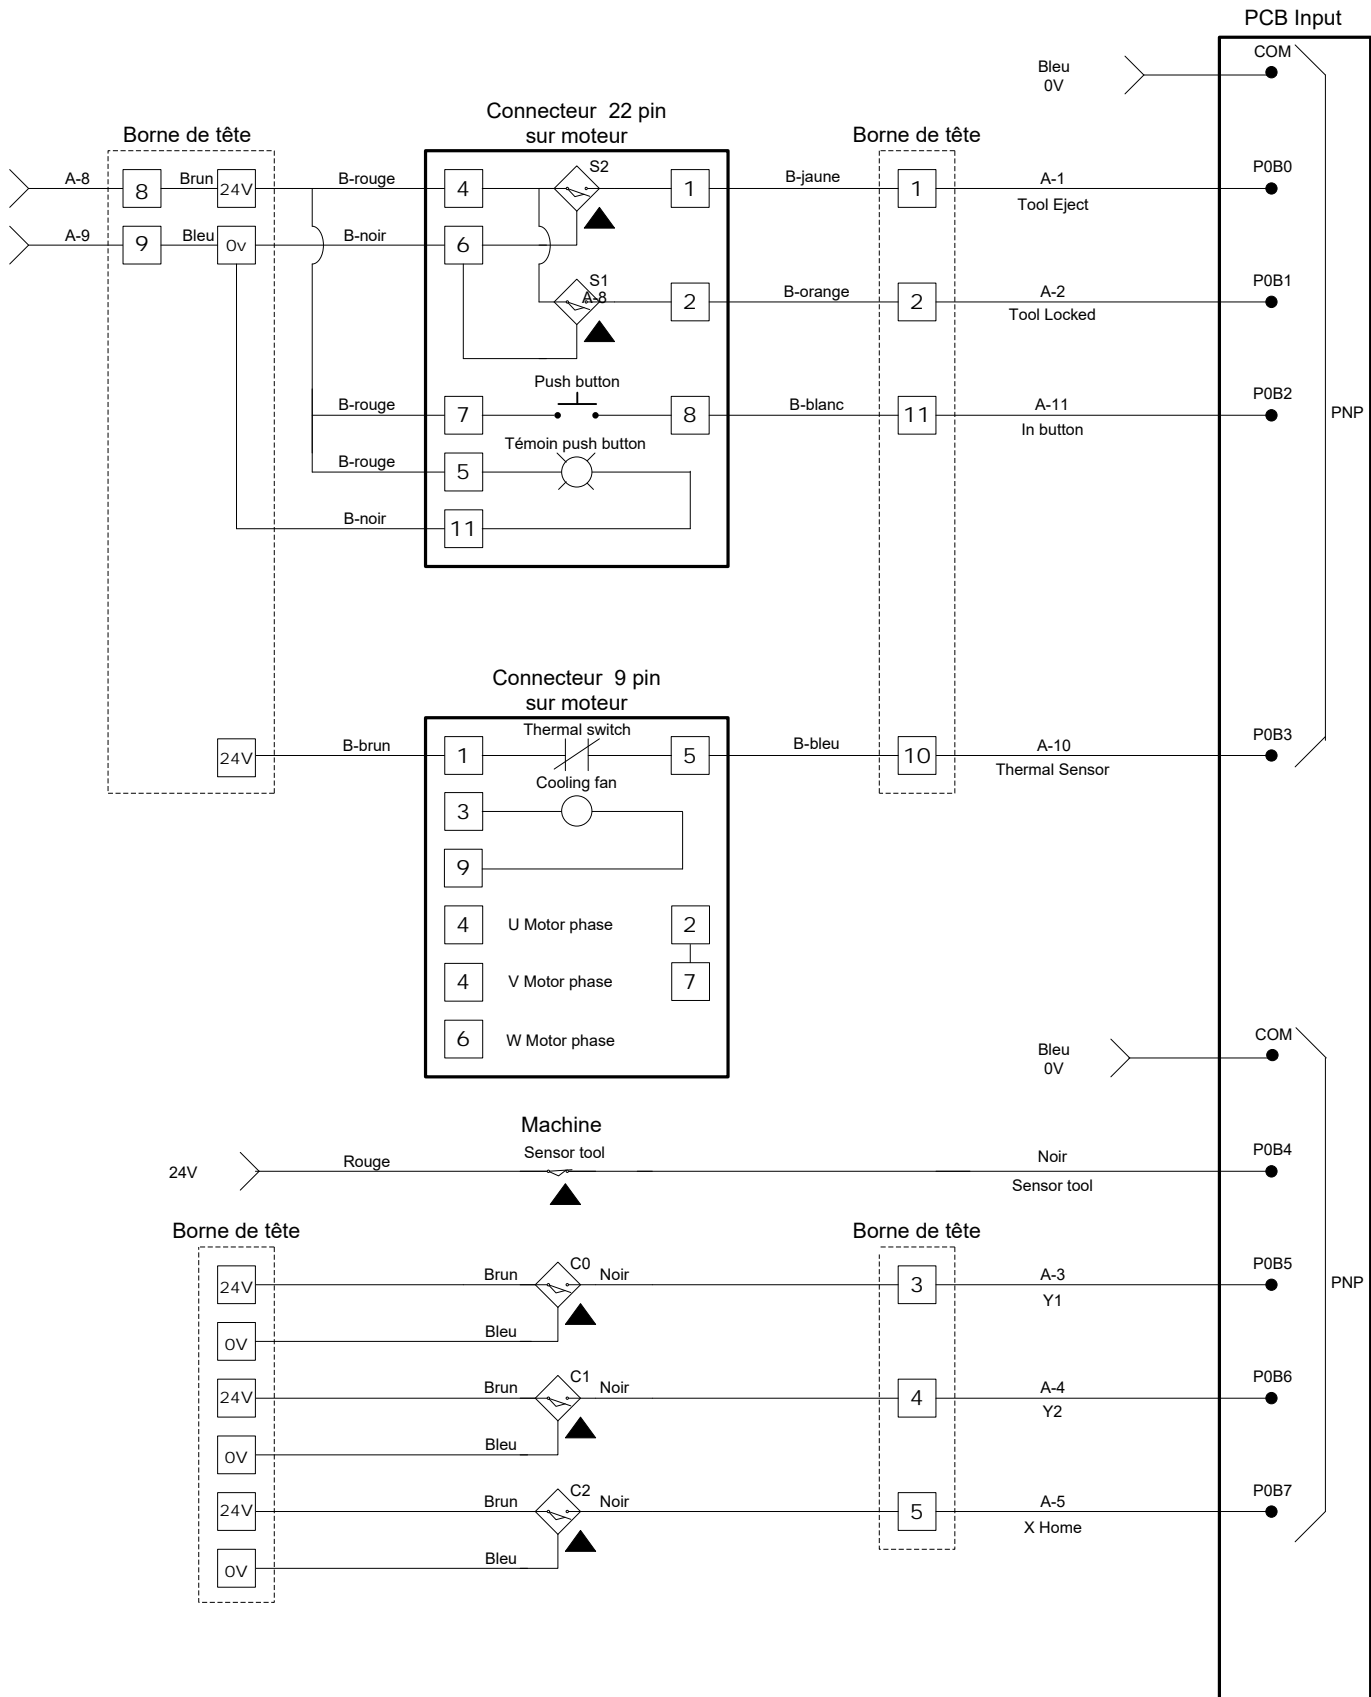 PCB Input
COM
Bleu
0V
Connecteur 22 pin
sur moteur
Borne de tête
Borne de tête
A-8
8
Brun
24V
B-rouge
4
S2
1
B-jaune
1
A-1
Tool Eject
P0B0
A-9
9
Bleu
0v
B-noir
6
S1
A-8
2
B-orange
2
A-2
Tool Locked
P0B1
Push button
B-rouge
7
8
B-blanc
11
A-11
In button
P0B2
PNP
Témoin push button
B-rouge
5
B-noir
11
Connecteur 9 pin
sur moteur
Thermal switch
24V
B-brun
1
5
B-bleu
10
A-10
Thermal Sensor
P0B3
Cooling fan
3
9
4
U Motor phase
2
4
V Motor phase
7
6
W Motor phase
COM
Bleu
0V
Machine
Sensor tool
24V
Rouge
Noir
Sensor tool
P0B4
Borne de tête
Borne de tête
24V
Brun
C0
Noir
3
A-3
Y1
P0B5
PNP
0V
Bleu
24V
Brun
C1
Noir
4
A-4
Y2
P0B6
0V
Bleu
24V
Brun
C2
Noir
5
A-5
X Home
P0B7
0V
Bleu